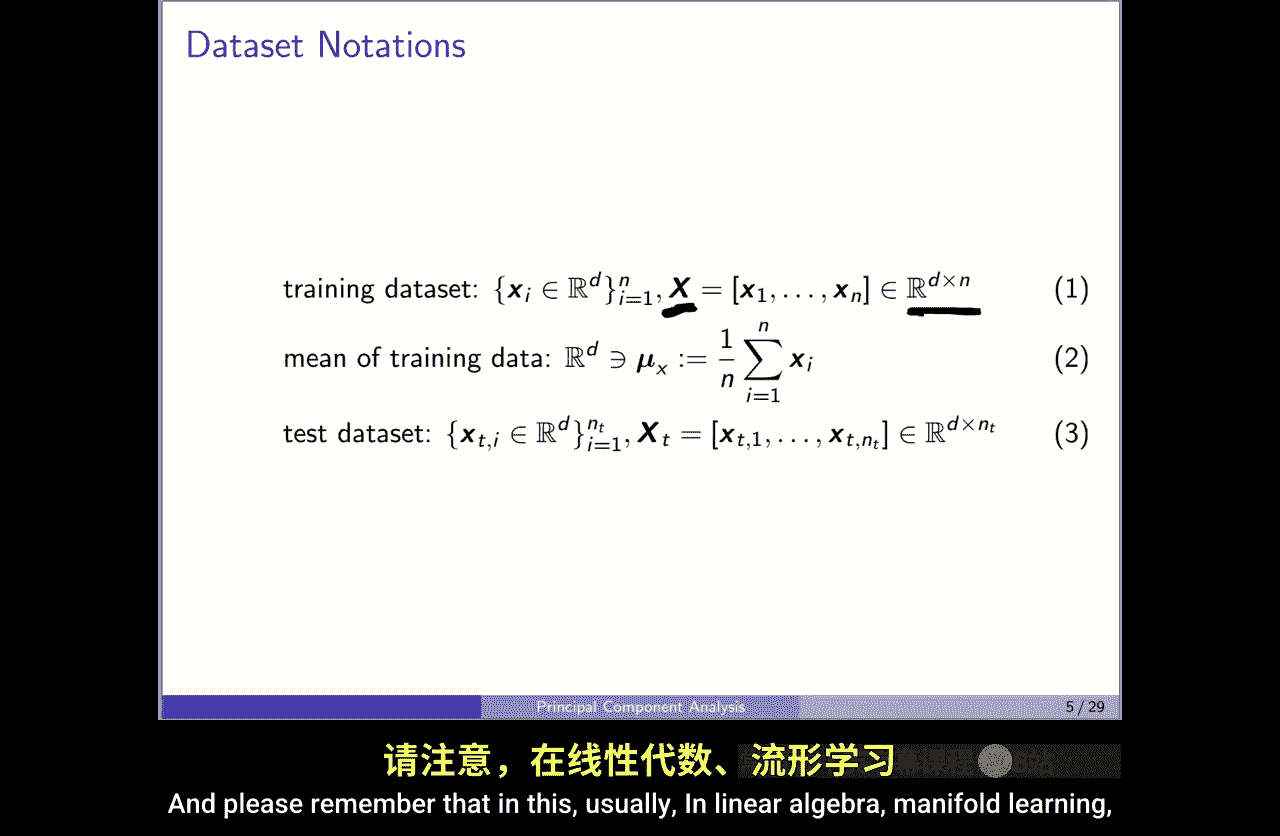 Dataset Notations
training dataset: {x_i ∈ ℝ^d}_{i=1}^n, X = [x_1, . . . , x_n] ∈ ℝ^{d×n} (1)
mean of training data: ℝ^d ∋ μ_x := 1/n ∑_{i=1}^n x_i (2)
test dataset: {x_{t,i} ∈ ℝ^d}_{i=1}^{n_t}, X_t = [x_{t,1}, . . . , x_{t,n_t}] ∈ ℝ^{d×n_t} (3)
Principal Component Analysis 5 / 29
请注意，在线性代数、流形学习
And please remember that in this, usually, In linear algebra, manifold learning,